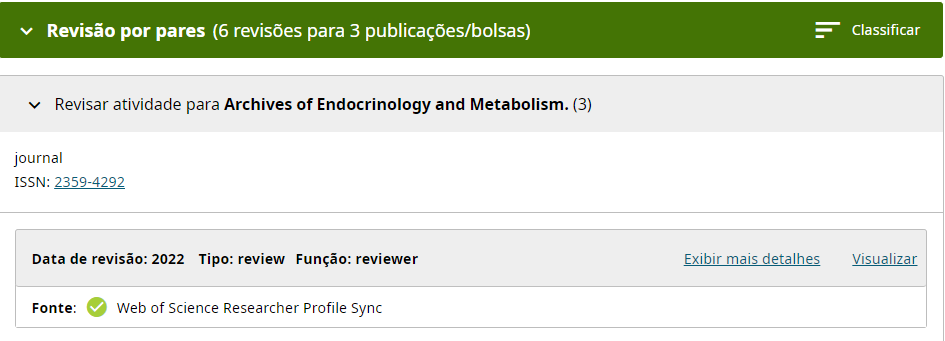 Revisão por pares (6 revisões para 3 publicações/bolsas) Classificar
Revisar atividade para Archives of Endocrinology and Metabolism. (3)
journal
ISSN: 2359-4292
Data de revisão: 2022 Tipo: review Função: reviewer Exibir mais detalhes Visualizar
Fonte: Web of Science Researcher Profile Sync